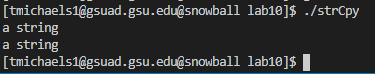 [tmichaels1@gsuad.gsu.edu@snowball lab10]$ ./strCpy
a string
a string
[tmichaels1@gsuad.gsu.edu@snowball lab10]$